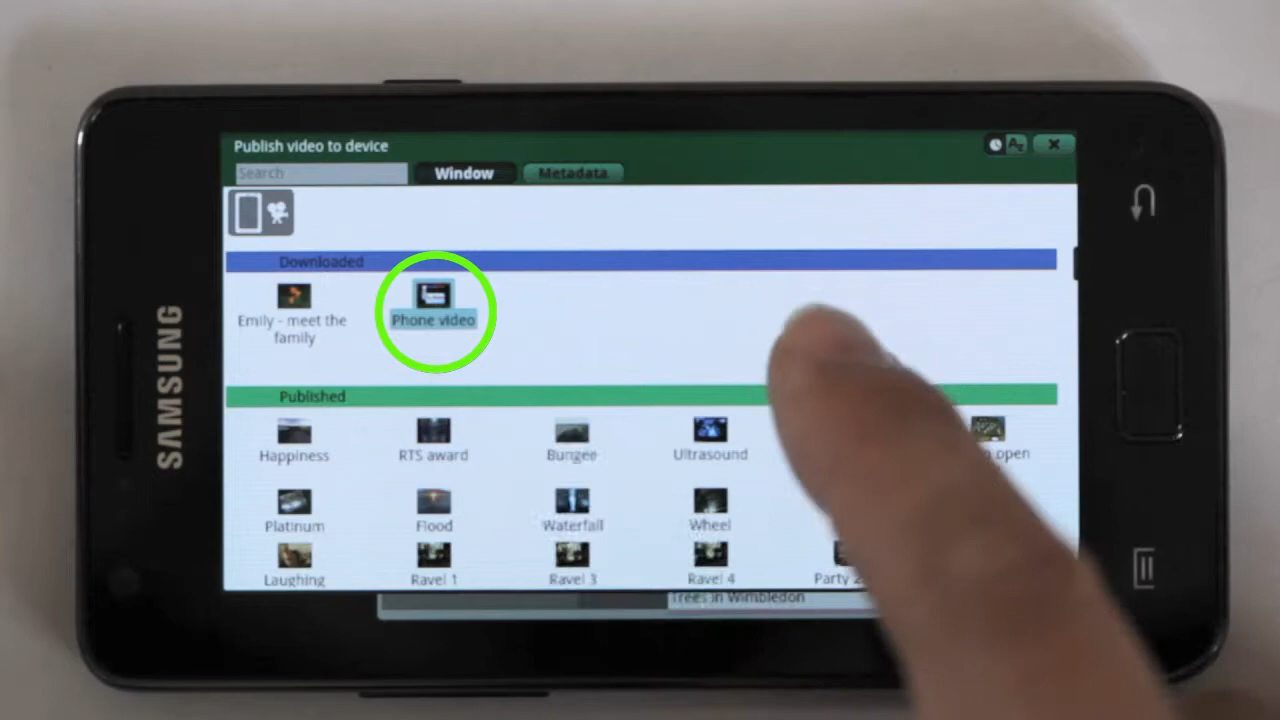 Publish video to device
Search
Window
Metadata
Downloaded
Emily - meet the
family
Phone video
Published
Happiness
RTS award
Bungee
Ultrasound
open
Platinum
Flood
Waterfall
Wheel
Laughing
Ravel 1
Ravel 3
Ravel 4
Party
Trees in Wimbledon
SAMSUNG